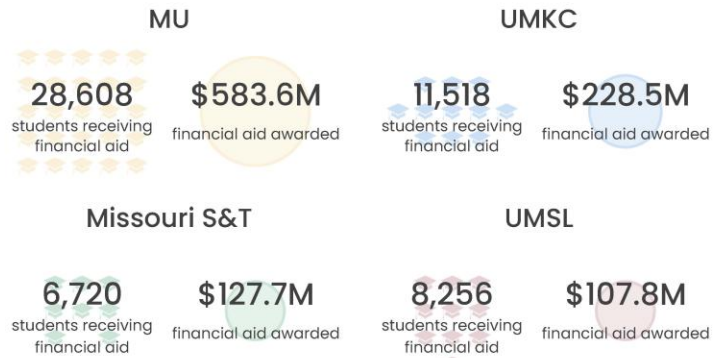 MU
28,608
students receiving
financial aid
$583.6M
financial aid awarded
UMKC
11,518
students receiving
financial aid
$228.5M
financial aid awarded
Missouri S&T
6,720
students receiving
financial aid
$127.7M
financial aid awarded
UMSL
8,256
students receiving
financial aid
$107.8M
financial aid awarded